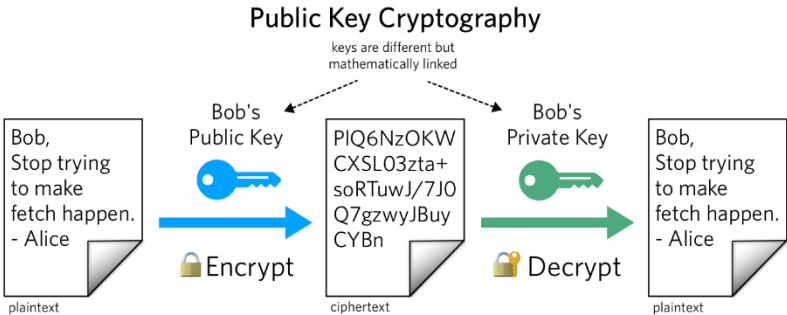 Public Key Cryptography
keys are different but
mathematically linked
Bob,
Stop trying
to make
fetch happen.
- Alice
plaintext
Bob's
Public Key
Encrypt
PIQ6NzOKW
CXSL03zta+
soRTuwJ/7J0
Q7gzwyJBuy
CYBn
ciphertext
Bob's
Private Key
Decrypt
Bob,
Stop trying
to make
fetch happen.
- Alice
plaintext